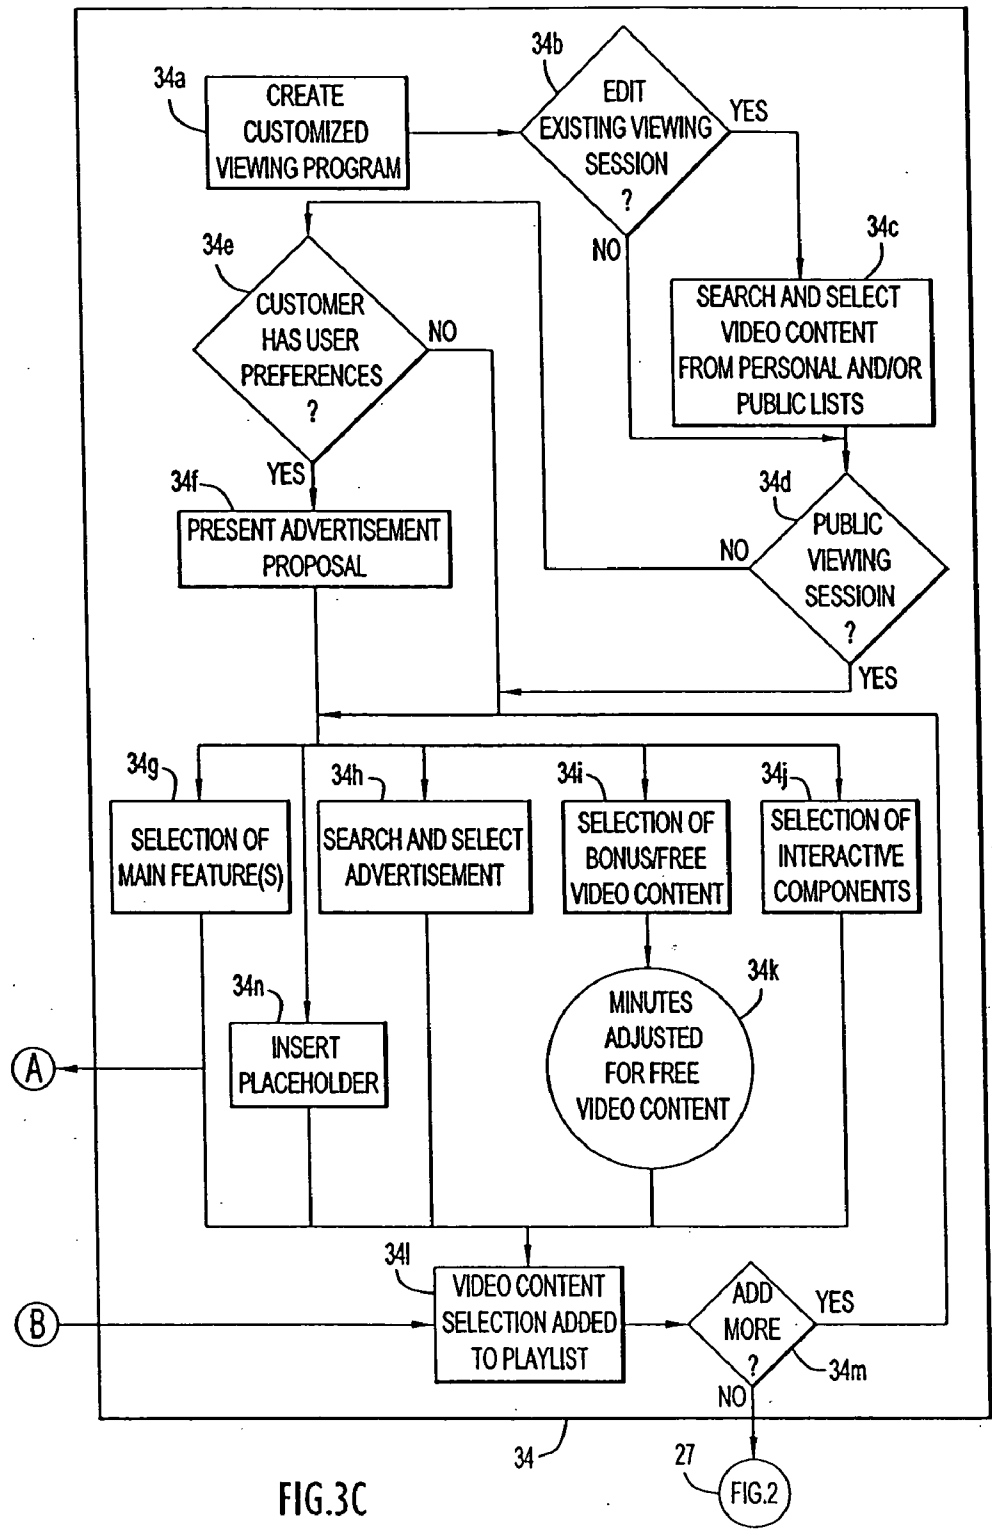 34a
CREATE
CUSTOMIZED
VIEWING PROGRAM
34b
EDIT
EXISTING VIEWING
SESSION
?
YES
NO
34c
SEARCH AND SELECT
VIDEO CONTENT
FROM PERSONAL AND/OR
PUBLIC LISTS
34e
CUSTOMER
HAS USER
PREFERENCES
?
NO
YES
34d
PUBLIC
VIEWING
SESSIOIN
?
NO
YES
34f
PRESENT ADVERTISEMENT
PROPOSAL
34g
SELECTION OF
MAIN FEATURE(S)
34h
SEARCH AND SELECT
ADVERTISEMENT
34i
SELECTION OF
BONUS/FREE
VIDEO CONTENT
34j
SELECTION OF
INTERACTIVE
COMPONENTS
34n
INSERT
PLACEHOLDER
34k
MINUTES
ADJUSTED
FOR FREE
VIDEO CONTENT
A
B
34l
VIDEO CONTENT
SELECTION ADDED
TO PLAYLIST
ADD
MORE
?
YES
34m
NO
34
27
FIG.2
FIG.3C